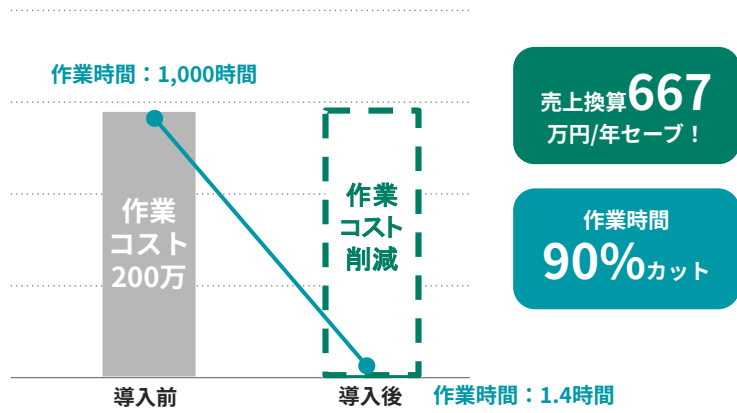 作業時間：1,000時間
作業
コスト
200万
作業
コスト
削減
導入前
導入後
作業時間：1.4時間
売上換算667
万円/年セーブ！
作業時間
90%カット